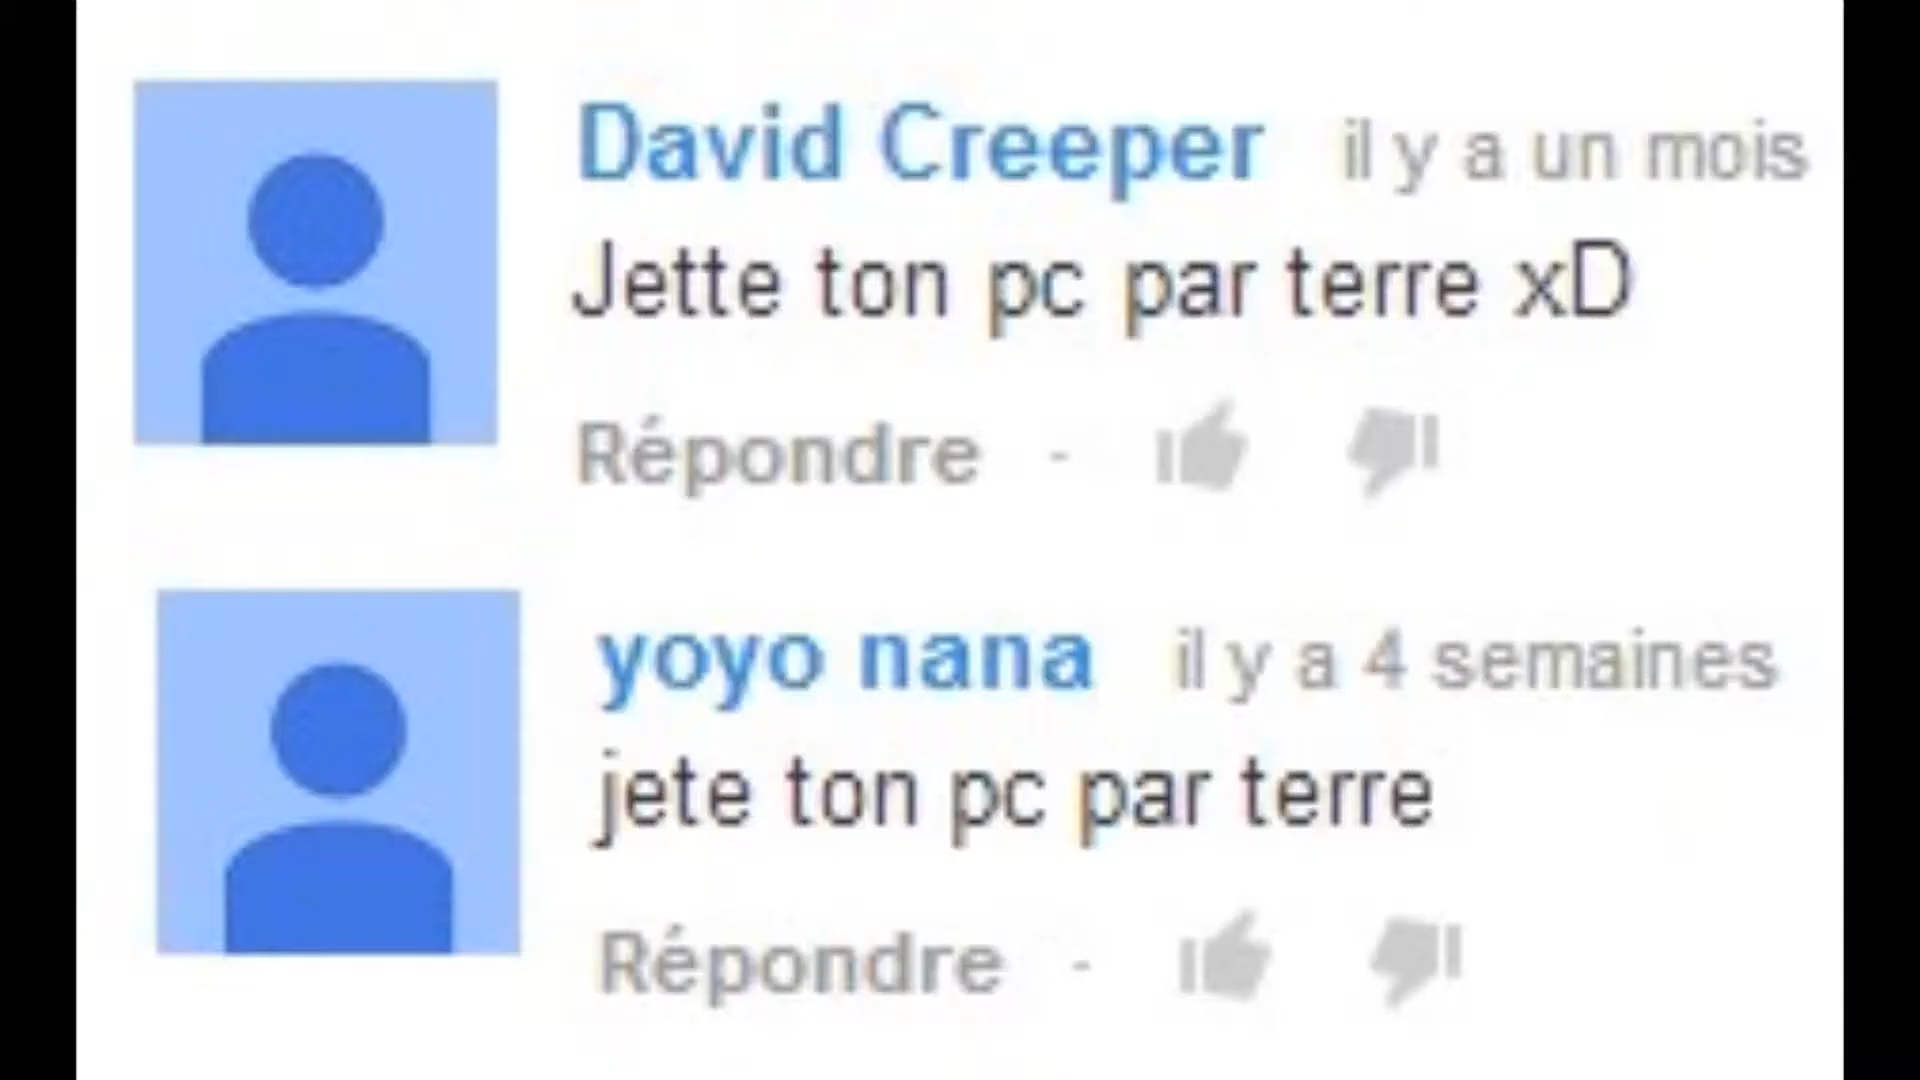 David Creeper il y a un mois
Jette ton pc par terre xD
Répondre -
yoyo nana il y a 4 semaines
jete ton pc par terre
Répondre -